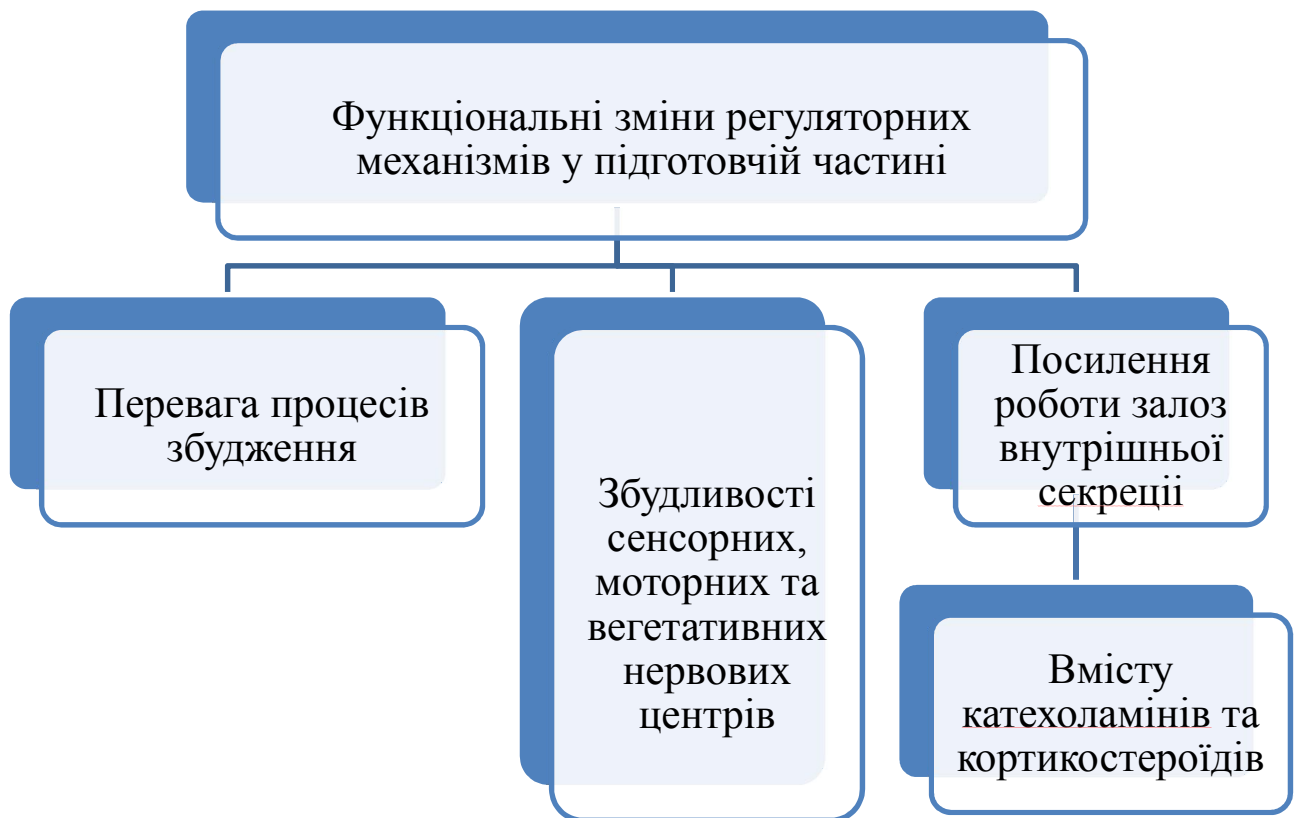 Функціональні зміни регуляторних
механізмів у підготовчій частині
Перевага процесів
збудження
Збудливості
сенсорних,
моторних та
вегетативних
нервових
центрів
Посилення
роботи залоз
внутрішньої
секреціі
Вмісту
катехоламінів та
кортикостероїдів